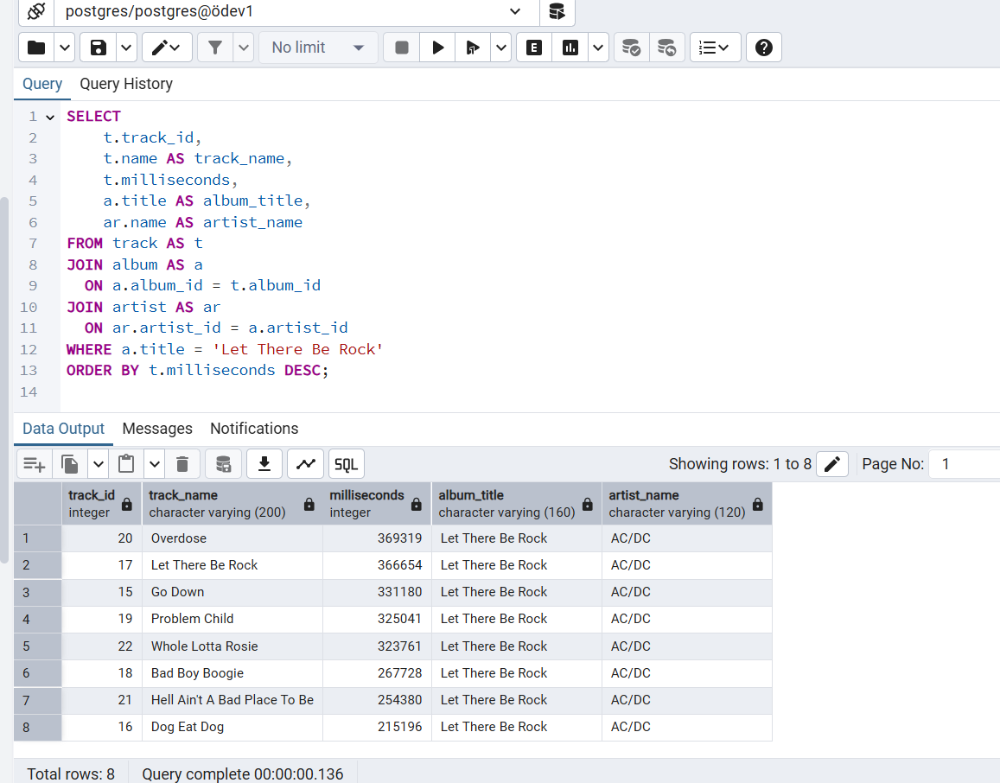 postgres/postgres@ödev1
No limit
E
Query Query History
1 SELECT
2 t.track_id,
3 t.name AS track_name,
4 t.milliseconds,
5 a.title AS album_title,
6 ar.name AS artist_name
7 FROM track AS t
8 JOIN album AS a
9 ON a.album_id = t.album_id
10 JOIN artist AS ar
11 ON ar.artist_id = a.artist_id
12 WHERE a.title = 'Let There Be Rock'
13 ORDER BY t.milliseconds DESC;
14
Data Output Messages Notifications
SQL Showing rows: 1 to 8 Page No: 1
track_id track_name milliseconds album_title artist_name
integer character varying (200) integer character varying (160) character varying (120)
1 20 Overdose 369319 Let There Be Rock AC/DC
2 17 Let There Be Rock 366654 Let There Be Rock AC/DC
3 15 Go Down 331180 Let There Be Rock AC/DC
4 19 Problem Child 325041 Let There Be Rock AC/DC
5 22 Whole Lotta Rosie 323761 Let There Be Rock AC/DC
6 18 Bad Boy Boogie 267728 Let There Be Rock AC/DC
7 21 Hell Ain't A Bad Place To Be 254380 Let There Be Rock AC/DC
8 16 Dog Eat Dog 215196 Let There Be Rock AC/DC
Total rows: 8 Query complete 00:00:00.136